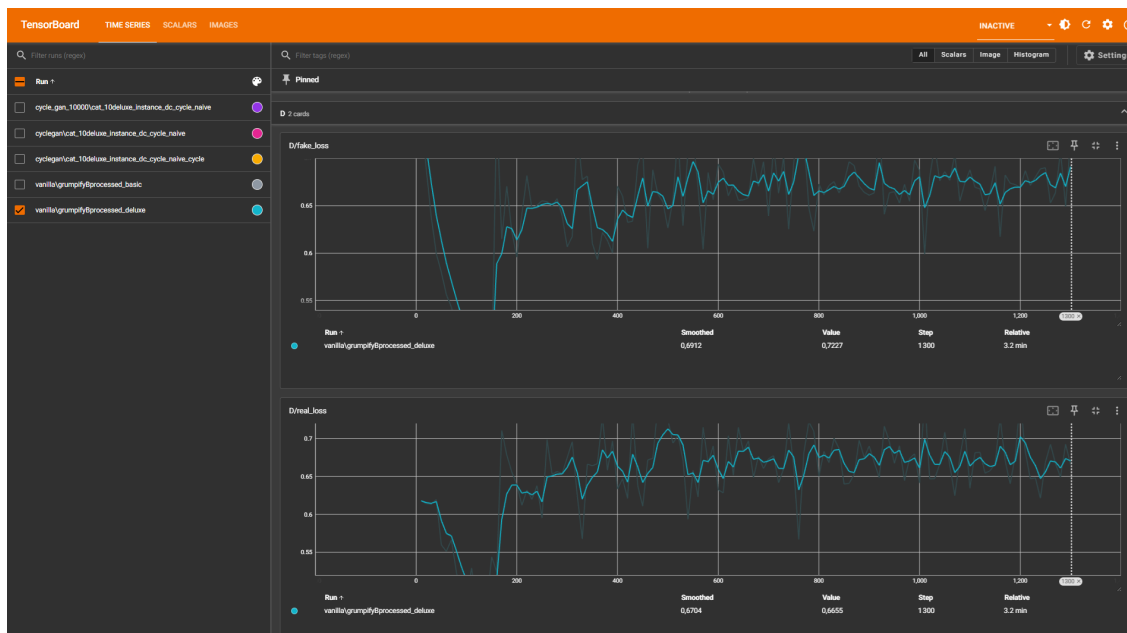 TensorBoard TIME SERIES SCALARS IMAGES INACTIVE
Filter runs (regex)
Filter tags (regex)
All Scalars Image Histogram
Setting
Run ↑
Pinned
cycle_gan_10000\cat_10deluxe_instance_dc_cycle_naive
cyclegan\cat_10deluxe_instance_dc_cycle_naive
cyclegan\cat_10deluxe_instance_dc_cycle_naive_cycle
vanilla\grumpifyBprocessed_basic
vanilla\grumpifyBprocessed_deluxe
D 2 cards
D/fake_loss
0.65
0.6
0.55
0 200 400 600 800 1,000 1,200 1300
Run ↑ Smoothed Value Step Relative
vanilla\grumpifyBprocessed_deluxe 0,6912 0,7227 1300 3.2 min
D/real_loss
0.7
0.65
0.6
0.55
0 200 400 600 800 1,000 1,200 1300
Run ↑ Smoothed Value Step Relative
vanilla\grumpifyBprocessed_deluxe 0,6704 0,6655 1300 3.2 min